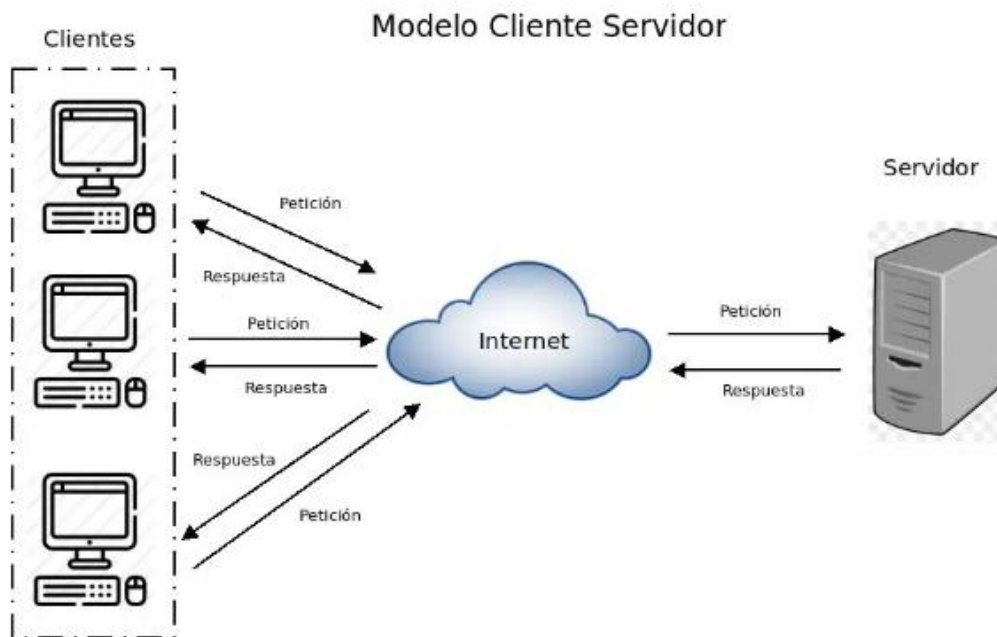 Modelo Cliente Servidor
Clientes
Servidor
Petición
Respuesta
Petición
Respuesta
Respuesta
Petición
Internet
Petición
Respuesta